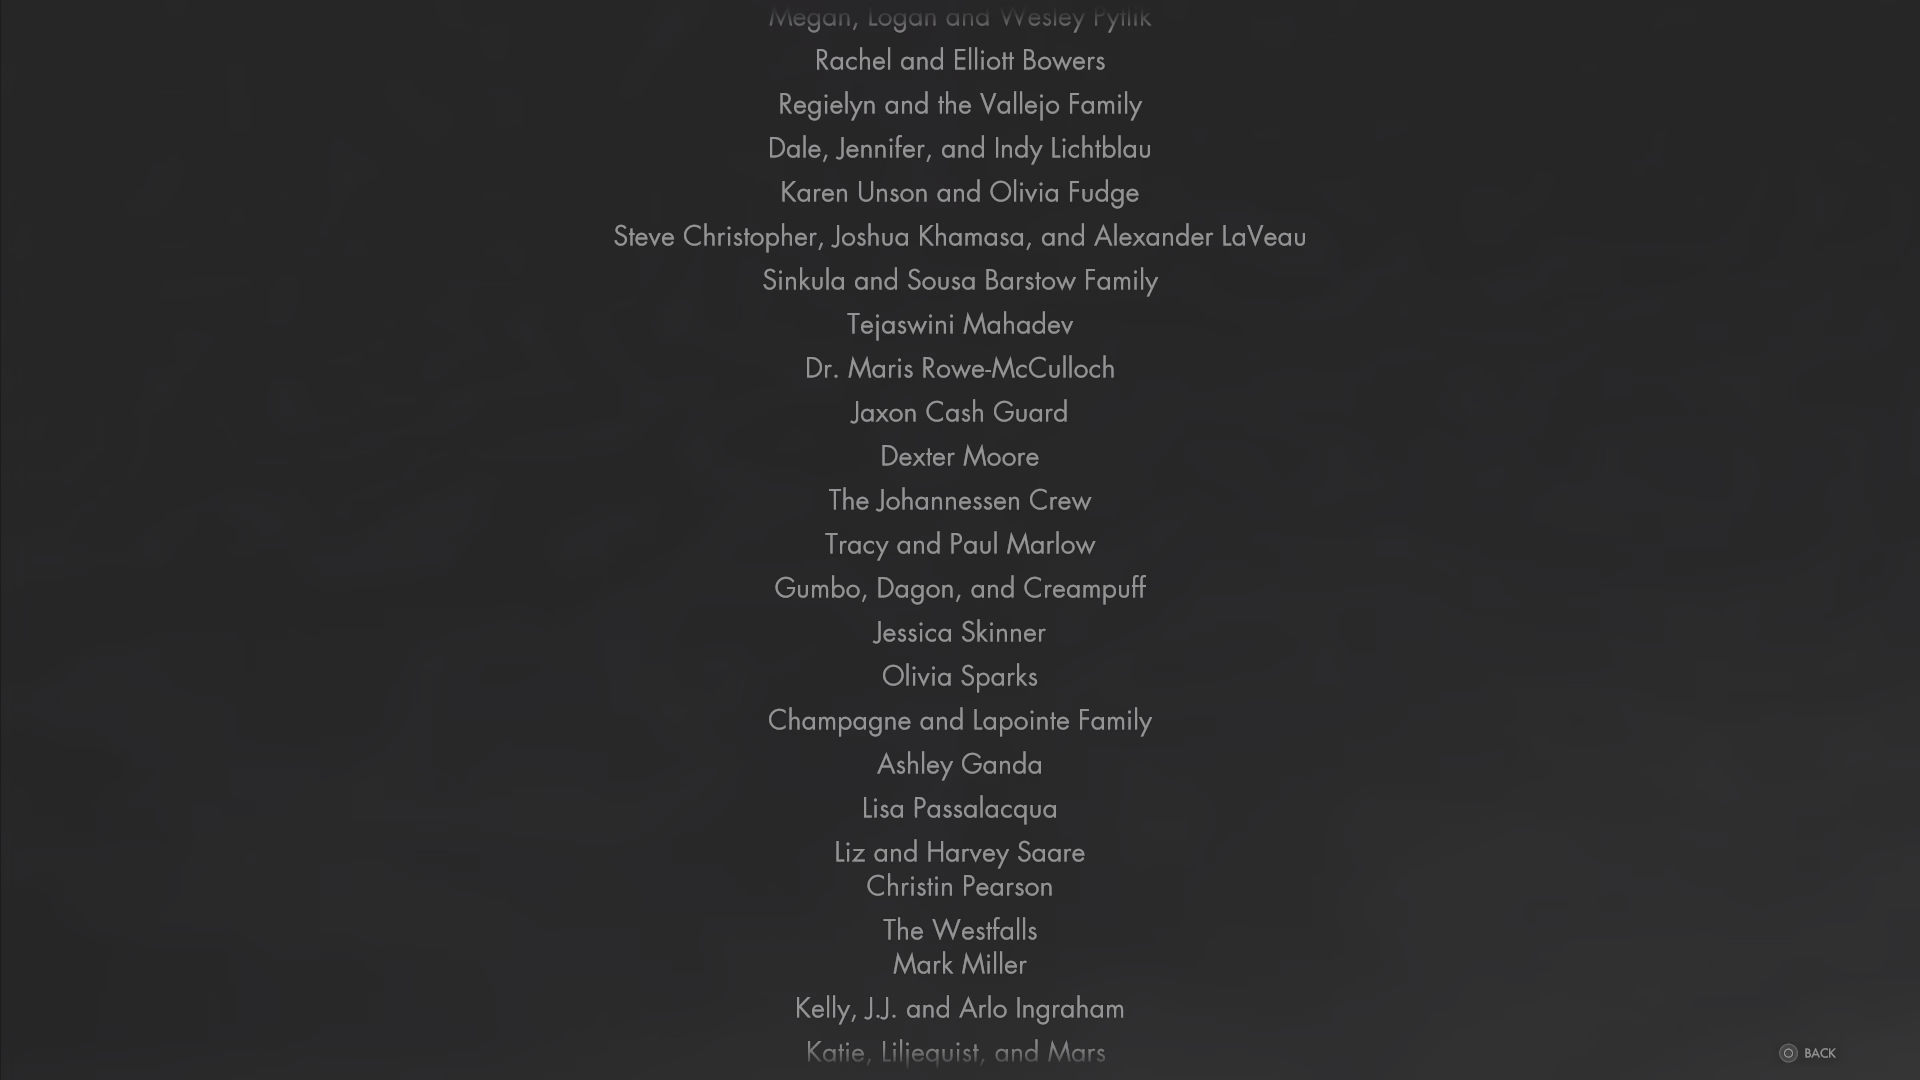 Megan, Logan and Wesley Pytlik
Rachel and Elliott Bowers
Regielyn and the Vallejo Family
Dale, Jennifer, and Indy Lichtblau
Karen Unson and Olivia Fudge
Steve Christopher, Joshua Khamasa, and Alexander LaVeau
Sinkula and Sousa Barstow Family
Tejaswini Mahadev
Dr. Maris Rowe-McCulloch
Jaxon Cash Guard
Dexter Moore
The Johannessen Crew
Tracy and Paul Marlow
Gumbo, Dagon, and Creampuff
Jessica Skinner
Olivia Sparks
Champagne and Lapointe Family
Ashley Ganda
Lisa Passalacqua
Liz and Harvey Saare
Christin Pearson
The Westfalls
Mark Miller
Kelly, J.J. and Arlo Ingraham
Katie, Liljequist, and Mars
BACK